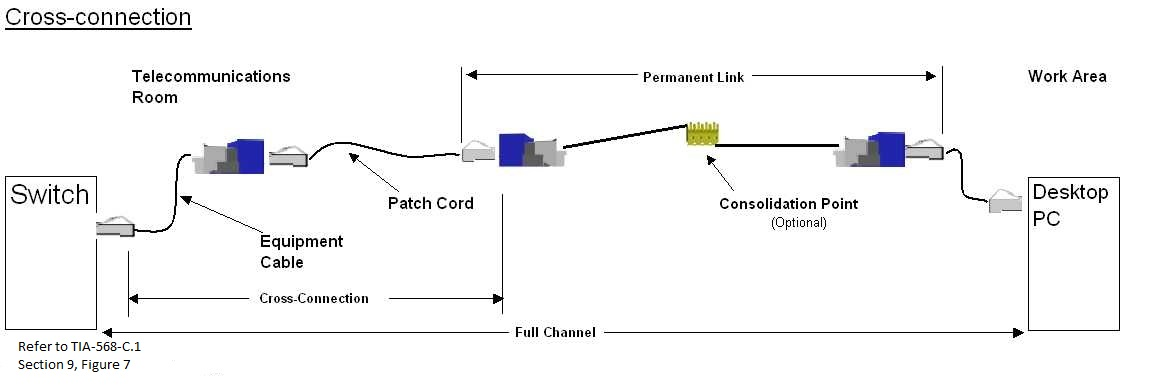 Cross-connection
Telecommunications
Room
Permanent Link
Work Area
Switch
Patch Cord
Consolidation Point
(Optional)
Desktop
PC
Equipment
Cable
Cross-Connection
Full Channel
Refer to TIA-568-C.1
Section 9, Figure 7